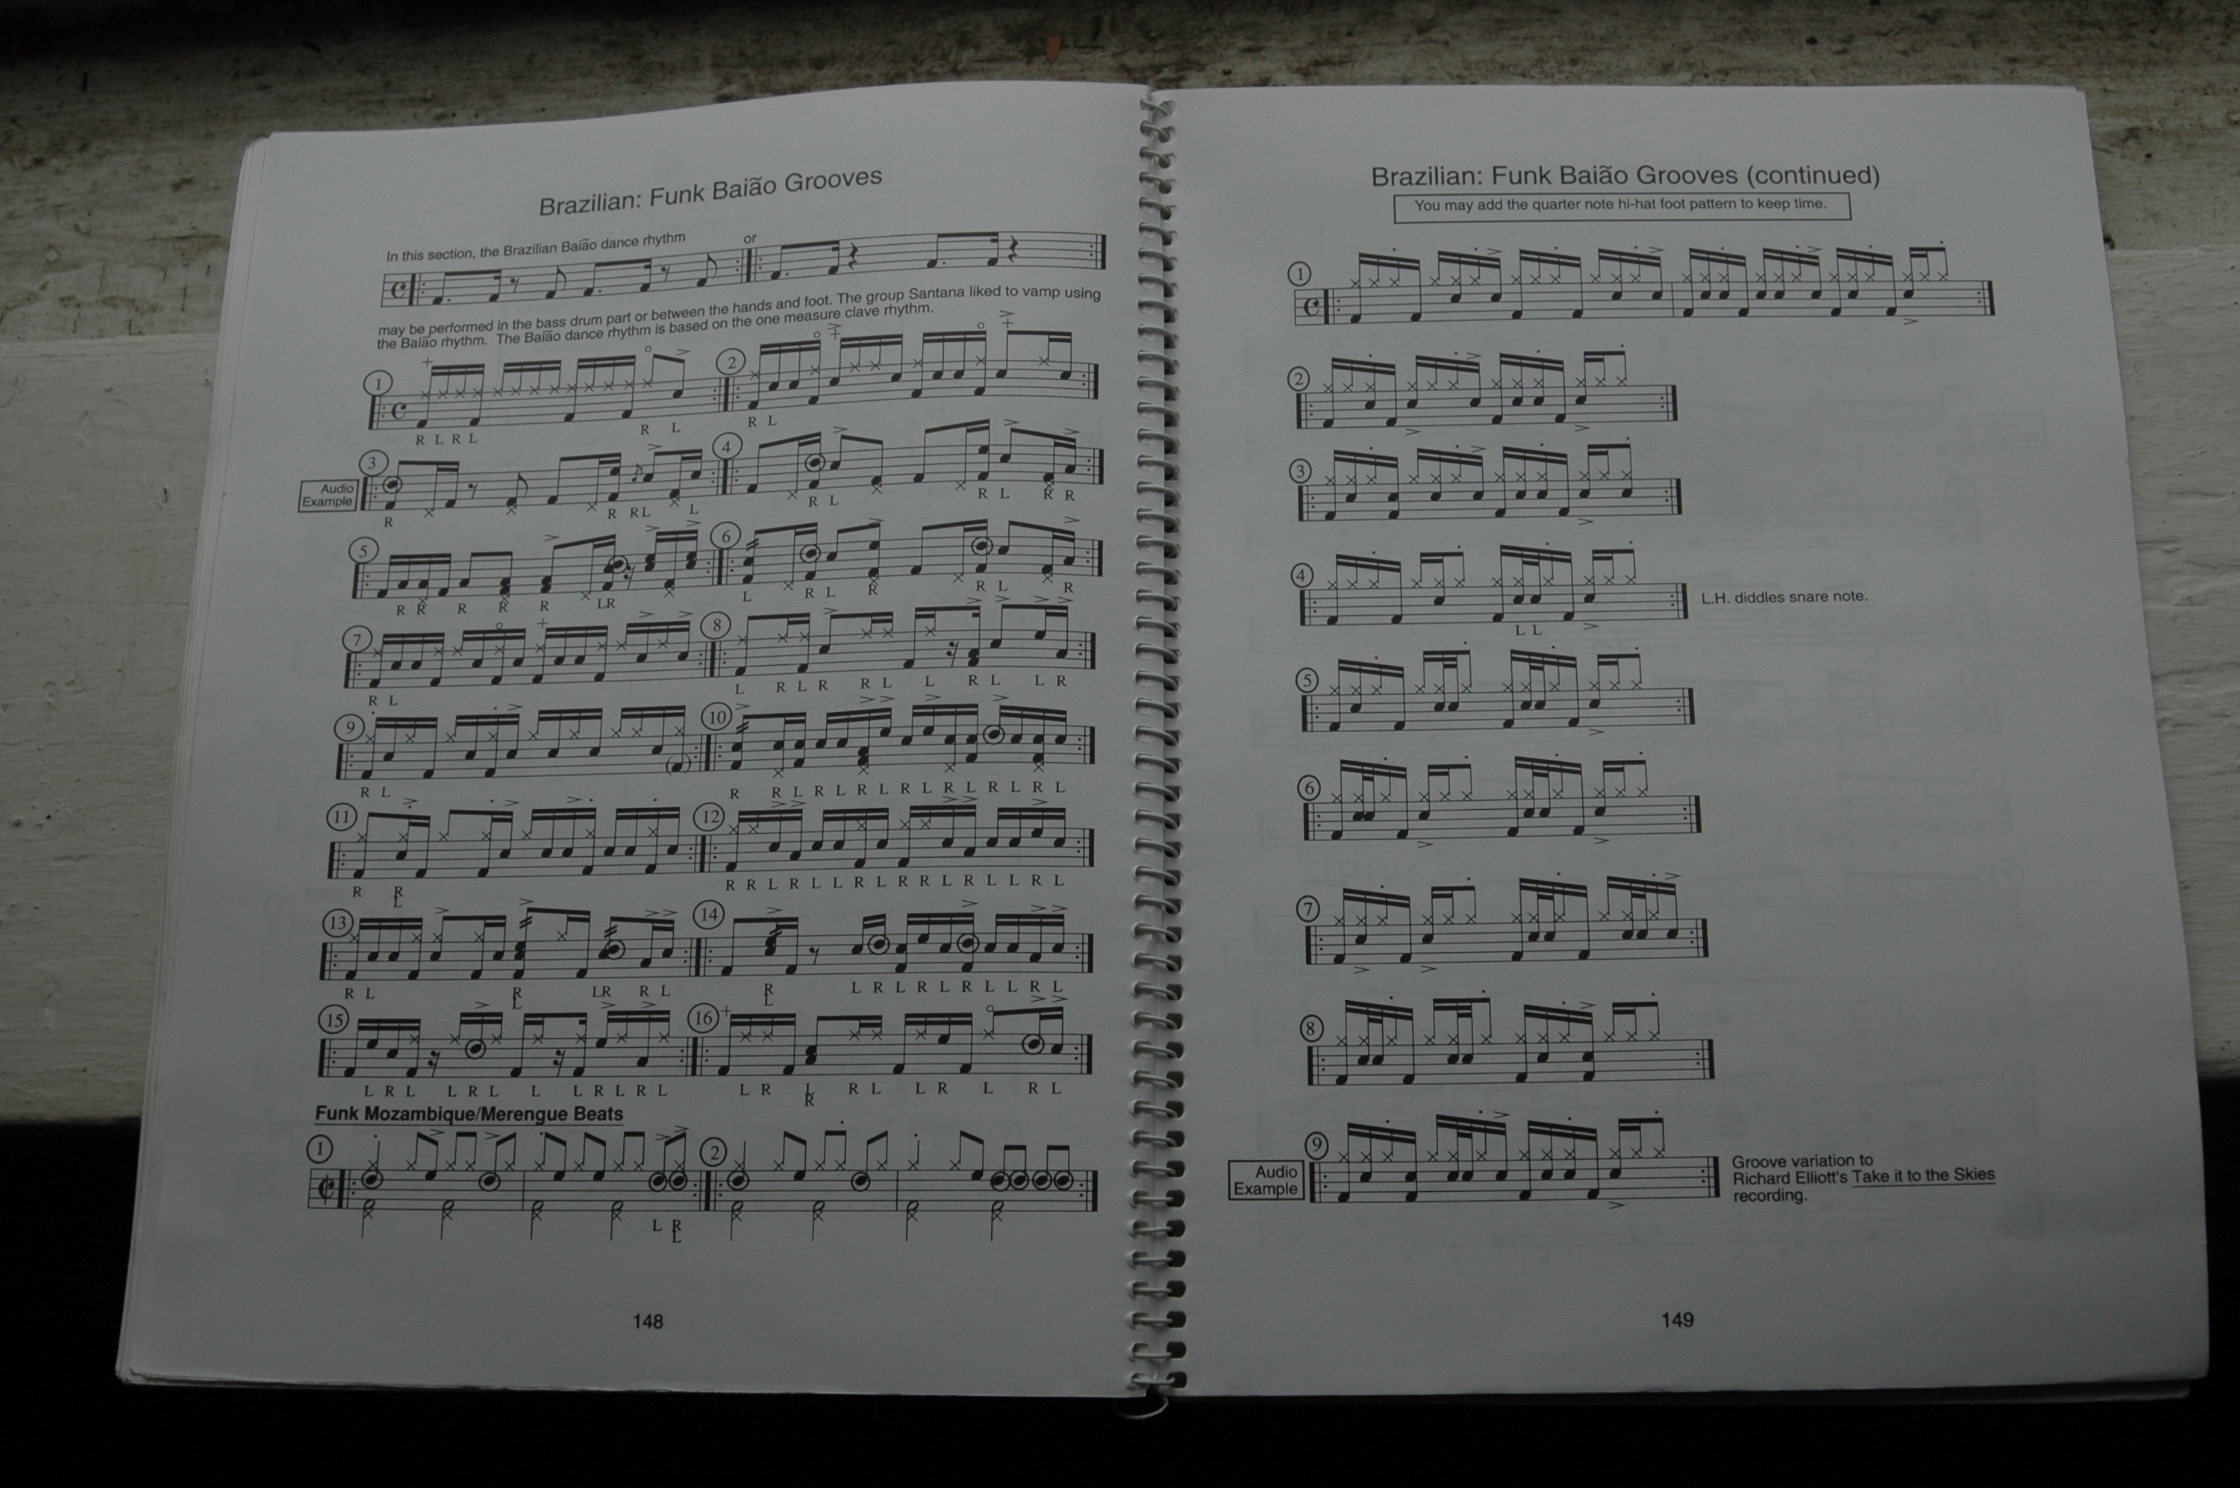 Brazilian: Funk Baião Grooves
In this section, the Brazilian Baião dance rhythm
or
may be performed in the bass drum part or between the hands and foot. The group Santana liked to vamp using
the Baião rhythm. The Baião dance rhythm is based on the one measure clave rhythm.
1
2
R L R L R L
R L
3
4
Audio
Example
R R RL L
R L R L R R
5
6
R R R R R LR
L R L R R L R
7
8
R L
L R L R R L L R L L R
9
10
R L
R R L R L R L R L R L R L R L
11
12
R R
L
R R L R L L R L R R L R L L R L
13
14
R L R LR R L
L
R L R L R L R L L R L
L
15
16
L R L L R L L L R L R L
L R L R L L R L R L
R
Funk Mozambique/Merengue Beats
1
2
L R
L
148
Brazilian: Funk Baião Grooves (continued)
You may add the quarter note hi-hat foot pattern to keep time.
1
2
3
4
L.H. diddles snare note.
L L
5
6
7
8
9
Audio
Example
Groove variation to
Richard Elliott's Take it to the Skies
recording.
149